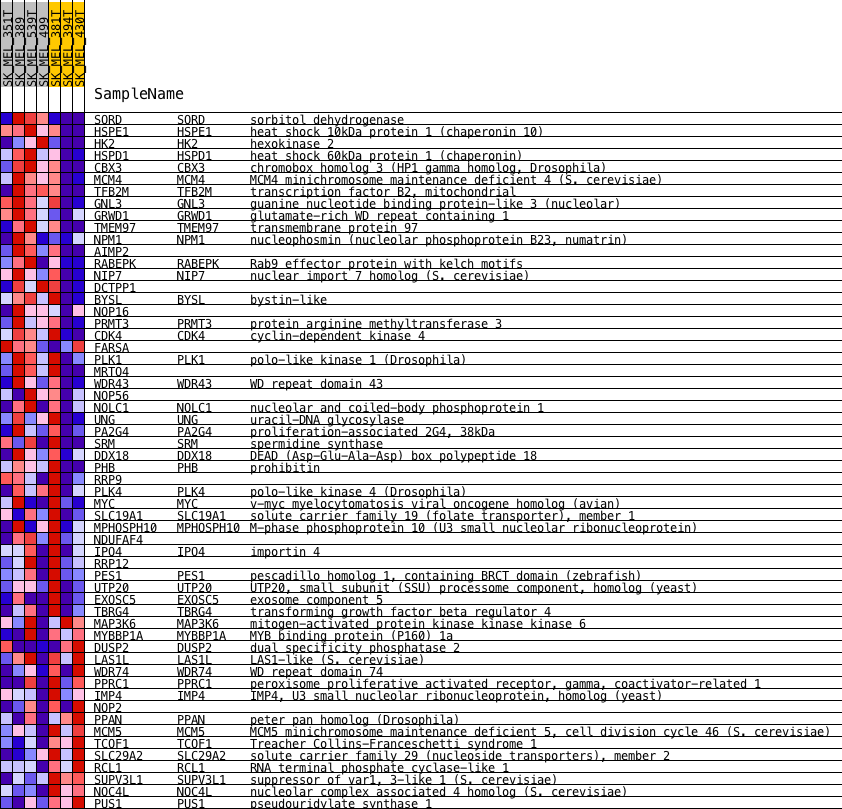 SK_MEL_351T
SK_MEL_389
SK_MEL_539T
SK_MEL_499
SK_MEL_381T
SK_MEL_394T
SK_MEL_430T
SampleName
SORD SORD sorbitol dehydrogenase
HSPE1 HSPE1 heat shock 10kDa protein 1 (chaperonin 10)
HK2 HK2 hexokinase 2
HSPD1 HSPD1 heat shock 60kDa protein 1 (chaperonin)
CBX3 CBX3 chromobox homolog 3 (HP1 gamma homolog, Drosophila)
MCM4 MCM4 MCM4 minichromosome maintenance deficient 4 (S. cerevisiae)
TFB2M TFB2M transcription factor B2, mitochondrial
GNL3 GNL3 guanine nucleotide binding protein-like 3 (nucleolar)
GRWD1 GRWD1 glutamate-rich WD repeat containing 1
TMEM97 TMEM97 transmembrane protein 97
NPM1 NPM1 nucleophosmin (nucleolar phosphoprotein B23, numatrin)
AIMP2
RABEPK RABEPK Rab9 effector protein with kelch motifs
NIP7 NIP7 nuclear import 7 homolog (S. cerevisiae)
DCTPP1
BYSL BYSL bystin-like
NOP16
PRMT3 PRMT3 protein arginine methyltransferase 3
CDK4 CDK4 cyclin-dependent kinase 4
FARSA
PLK1 PLK1 polo-like kinase 1 (Drosophila)
MRTO4
WDR43 WDR43 WD repeat domain 43
NOP56
NOLC1 NOLC1 nucleolar and coiled-body phosphoprotein 1
UNG UNG uracil-DNA glycosylase
PA2G4 PA2G4 proliferation-associated 2G4, 38kDa
SRM SRM spermidine synthase
DDX18 DDX18 DEAD (Asp-Glu-Ala-Asp) box polypeptide 18
PHB PHB prohibitin
RRP9
PLK4 PLK4 polo-like kinase 4 (Drosophila)
MYC MYC v-myc myelocytomatosis viral oncogene homolog (avian)
SLC19A1 SLC19A1 solute carrier family 19 (folate transporter), member 1
MPHOSPH10 MPHOSPH10 M-phase phosphoprotein 10 (U3 small nucleolar ribonucleoprotein)
NDUFAF4
IPO4 IPO4 importin 4
RRP12
PES1 PES1 pescadillo homolog 1, containing BRCT domain (zebrafish)
UTP20 UTP20 UTP20, small subunit (SSU) processome component, homolog (yeast)
EXOSC5 EXOSC5 exosome component 5
TBRG4 TBRG4 transforming growth factor beta regulator 4
MAP3K6 MAP3K6 mitogen-activated protein kinase kinase kinase 6
MYBBP1A MYBBP1A MYB binding protein (P160) 1a
DUSP2 DUSP2 dual specificity phosphatase 2
LAS1L LAS1L LAS1-like (S. cerevisiae)
WDR74 WDR74 WD repeat domain 74
PPRC1 PPRC1 peroxisome proliferative activated receptor, gamma, coactivator-related 1
IMP4 IMP4 IMP4, U3 small nucleolar ribonucleoprotein, homolog (yeast)
NOP2
PPAN PPAN peter pan homolog (Drosophila)
MCM5 MCM5 MCM5 minichromosome maintenance deficient 5, cell division cycle 46 (S. cerevisiae)
TCOF1 TCOF1 Treacher Collins-Franceschetti syndrome 1
SLC29A2 SLC29A2 solute carrier family 29 (nucleoside transporters), member 2
RCL1 RCL1 RNA terminal phosphate cyclase-like 1
SUPV3L1 SUPV3L1 suppressor of var1, 3-like 1 (S. cerevisiae)
NOC4L NOC4L nucleolar complex associated 4 homolog (S. cerevisiae)
PUS1 PUS1 pseudouridylate synthase 1